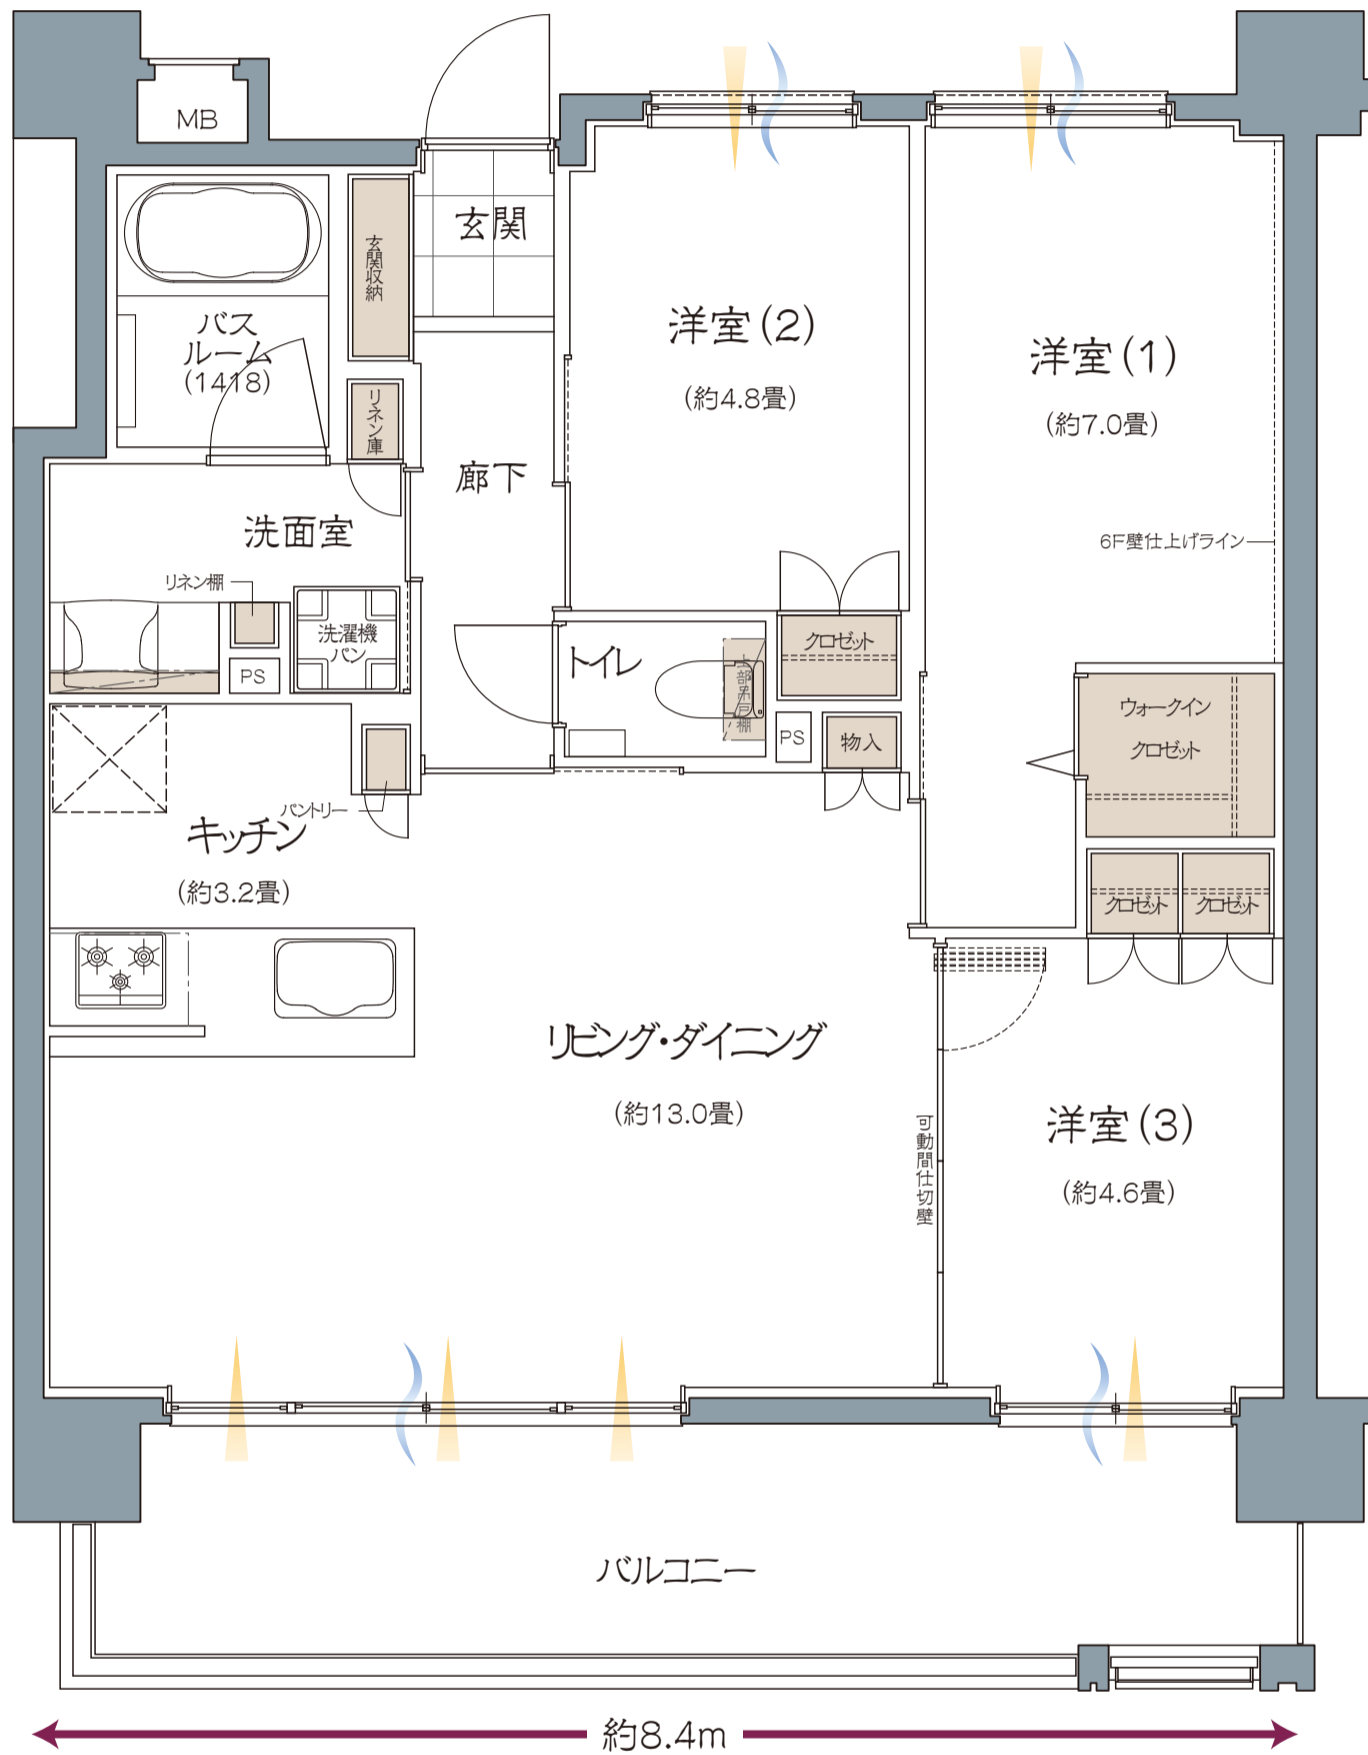 MB
玄関
玄関収納
バス
ルーム
(1418)
リネン庫
洋室(2)
(約4.8畳)
洋室(1)
(約7.0畳)
廊下
洗面室
6F壁仕上げライン
リネン棚
洗濯機
パン
PS
トイレ
上部吊戸棚
クロゼット
PS
物入
ウォークイン
クロゼット
パントリー
キッチン
(約3.2畳)
クロゼット
クロゼット
リビング・ダイニング
(約13.0畳)
可動間仕切壁
洋室(3)
(約4.6畳)
バルコニー
約8.4m